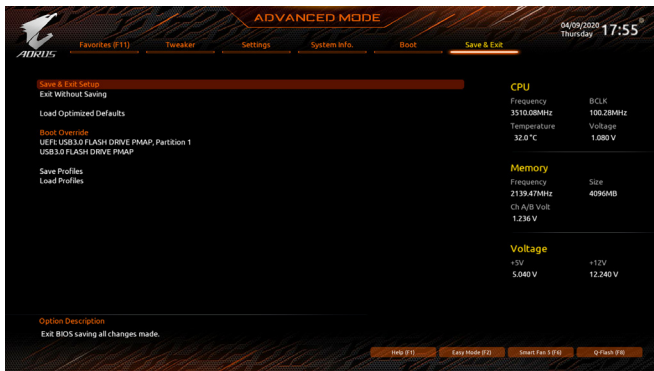 ADVANCED MODE
04/09/2020
Thursday
17:55
AORUS
Favorites (F11)
Tweaker
Settings
System Info.
Boot
Save & Exit
Save & Exit Setup
Exit Without Saving
Load Optimized Defaults
Boot Override
UEFI: USB3.0 FLASH DRIVE PMAP, Partition 1
USB3.0 FLASH DRIVE PMAP
Save Profiles
Load Profiles
CPU
Frequency BCLK
3510.08MHz 100.28MHz
Temperature Voltage
32.0 °C 1.080 V
Memory
Frequency Size
2139.47MHz 4096MB
Ch A/B Volt
1.236 V
Voltage
+5V +12V
5.040 V 12.240 V
Option Description
Exit BIOS saving all changes made.
Help (F1)
Easy Mode (F2)
Smart Fan 5 (F6)
Q-Flash (F8)